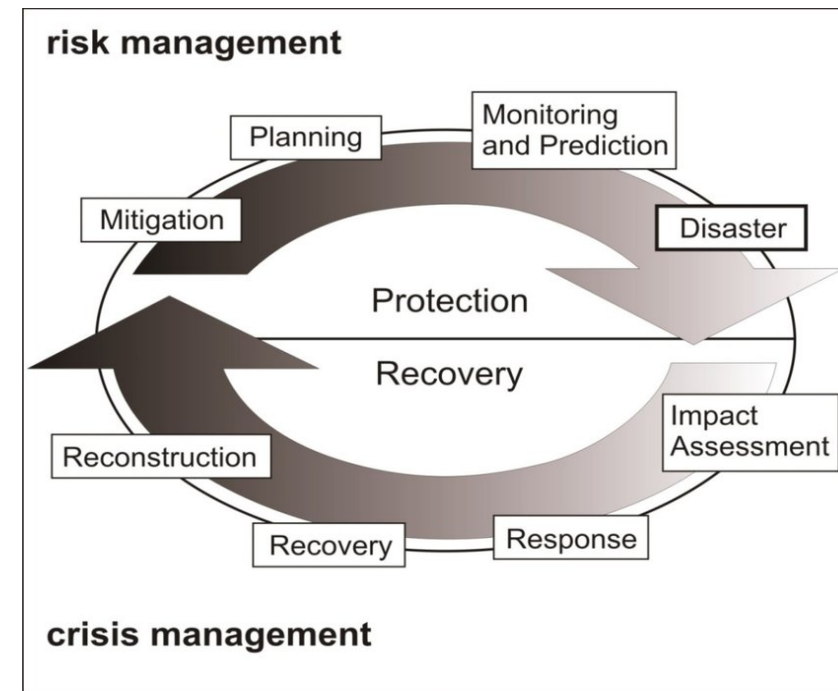 risk management
Planning
Monitoring
and Prediction
Mitigation
Disaster
Protection
Recovery
Impact
Assessment
Reconstruction
Recovery
Response
crisis management